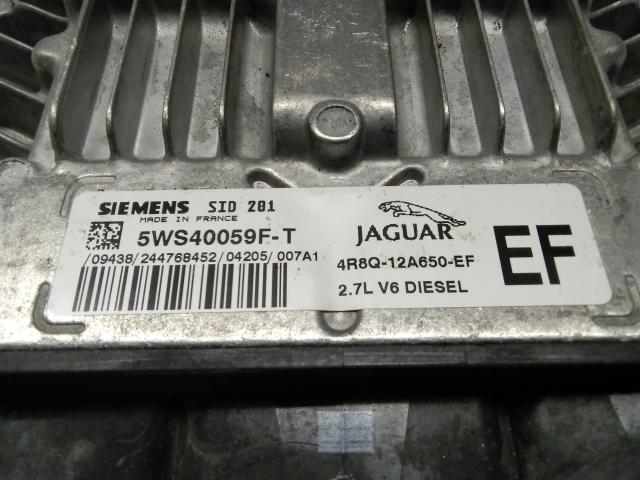 SIEMENS SID 201
MADE IN FRANCE
5WS40059F-T
/09438/244768452/04205/007A1
JAGUAR
4R8Q-12A650-EF
2.7L V6 DIESEL
EF